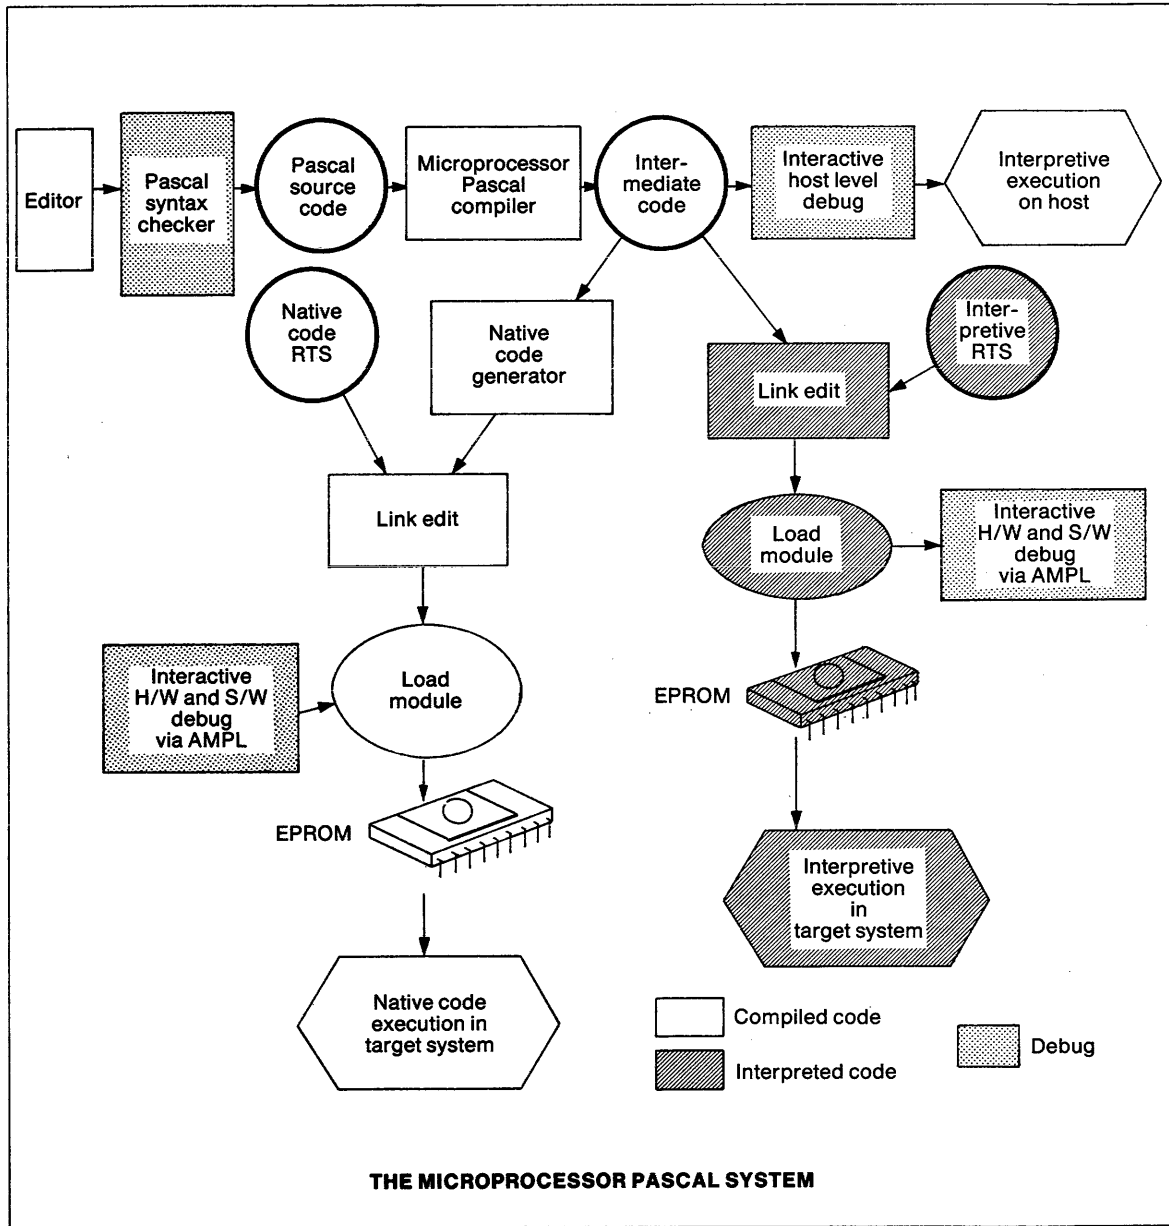 Editor
Pascal
syntax
checker
Pascal
source
code
Microprocessor
Pascal
compiler
Inter-
mediate
code
Interactive
host level
debug
Interpretive
execution
on host
Native
code
RTS
Native
code
generator
Inter-
pretive
RTS
Link edit
Link edit
Load
module
Interactive
H/W and S/W
debug
via AMPL
Interactive
H/W and S/W
debug
via AMPL
Load
module
EPROM
EPROM
Interpretive
execution
in
target system
Native code
execution in
target system
Compiled code
Interpreted code
Debug
THE MICROPROCESSOR PASCAL SYSTEM